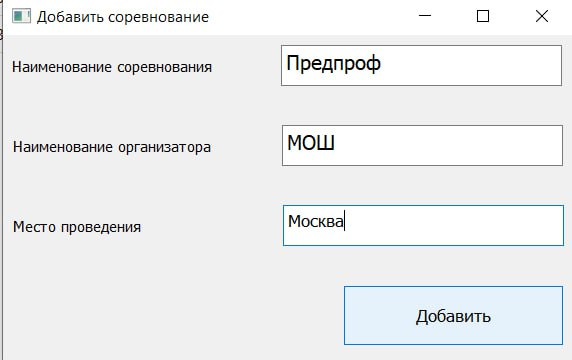 Добавить соревнование
Наименование соревнования
Предпроф
Наименование организатора
МОШ
Место проведения
Москва
Добавить